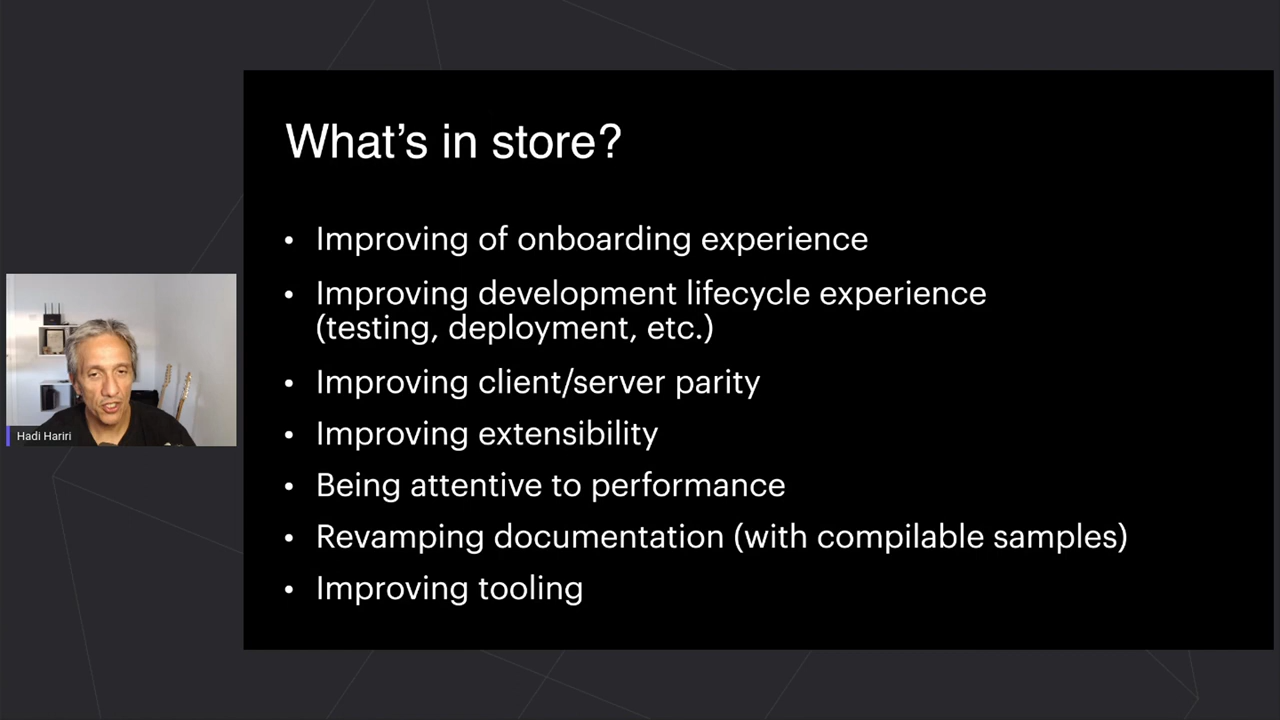 What's in store?
• Improving of onboarding experience
• Improving development lifecycle experience
(testing, deployment, etc.)
• Improving client/server parity
• Improving extensibility
• Being attentive to performance
• Revamping documentation (with compilable samples)
• Improving tooling
Hadi Hariri